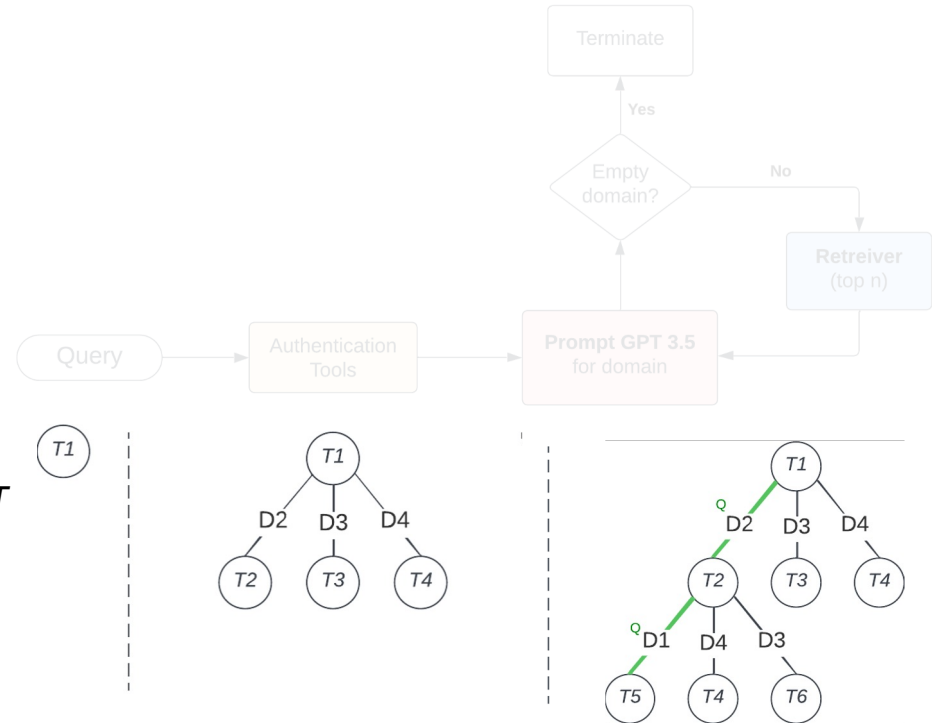 Terminate
Yes
Empty
domain?
No
Retreiver
(top n)
Query
Authentication
Tools
Prompt GPT 3.5
for domain
T1
T
T1
D2 D3 D4
T2 T3 T4
T1
Q
D2 D3 D4
T2 T3 T4
Q
D1 D4 D3
T5 T4 T6